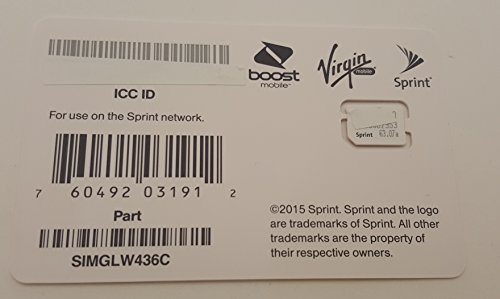 boost
mobile
Virgin
mobile
Sprint
ICC ID
For use on the Sprint network.
7 60492 03191 2
Sprint 63.07a
Part
SIMGLW436C
©2015 Sprint. Sprint and the logo
are trademarks of Sprint. All other
trademarks are the property of
their respective owners.